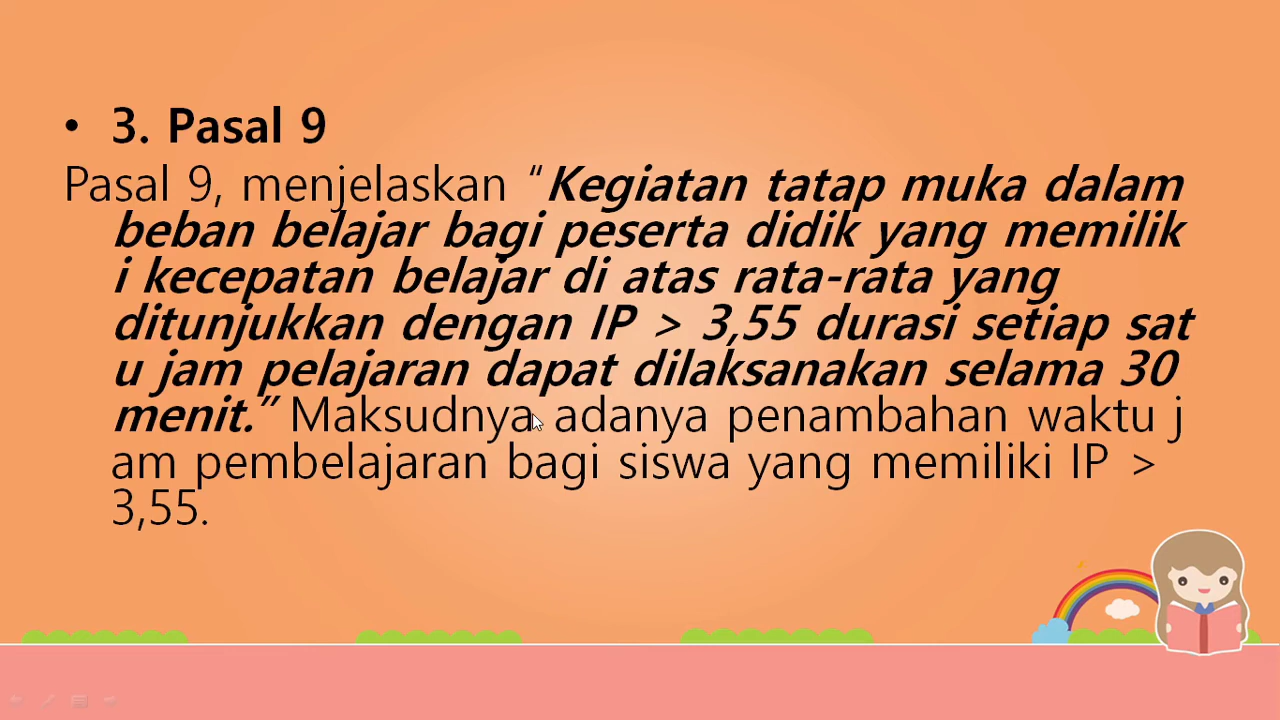 • 3. Pasal 9
Pasal 9, menjelaskan “Kegiatan tatap muka dalam
beban belajar bagi peserta didik yang memilik
i kecepatan belajar di atas rata-rata yang
ditunjukkan dengan IP > 3,55 durasi setiap sat
u jam pelajaran dapat dilaksanakan selama 30
menit.” Maksudnya adanya penambahan waktu j
am pembelajaran bagi siswa yang memiliki IP >
3,55.